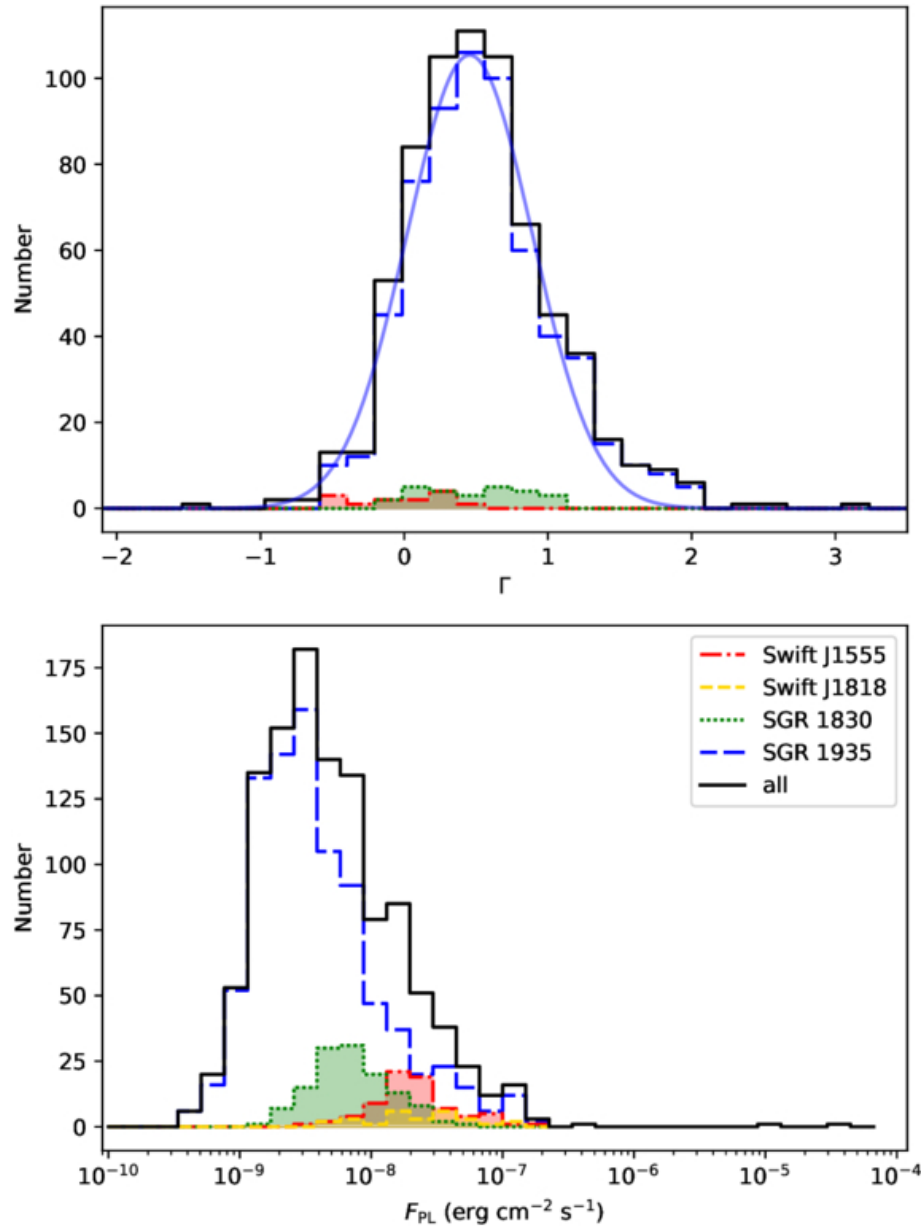 100
80
60
40
20
0
Number
−2 −1 0 1 2 3
Γ
175
150
125
100
75
50
25
0
Number
Swift J1555
Swift J1818
SGR 1830
SGR 1935
all
10⁻¹⁰ 10⁻⁹ 10⁻⁸ 10⁻⁷ 10⁻⁶ 10⁻⁵ 10⁻⁴
F_PL (erg cm⁻² s⁻¹)